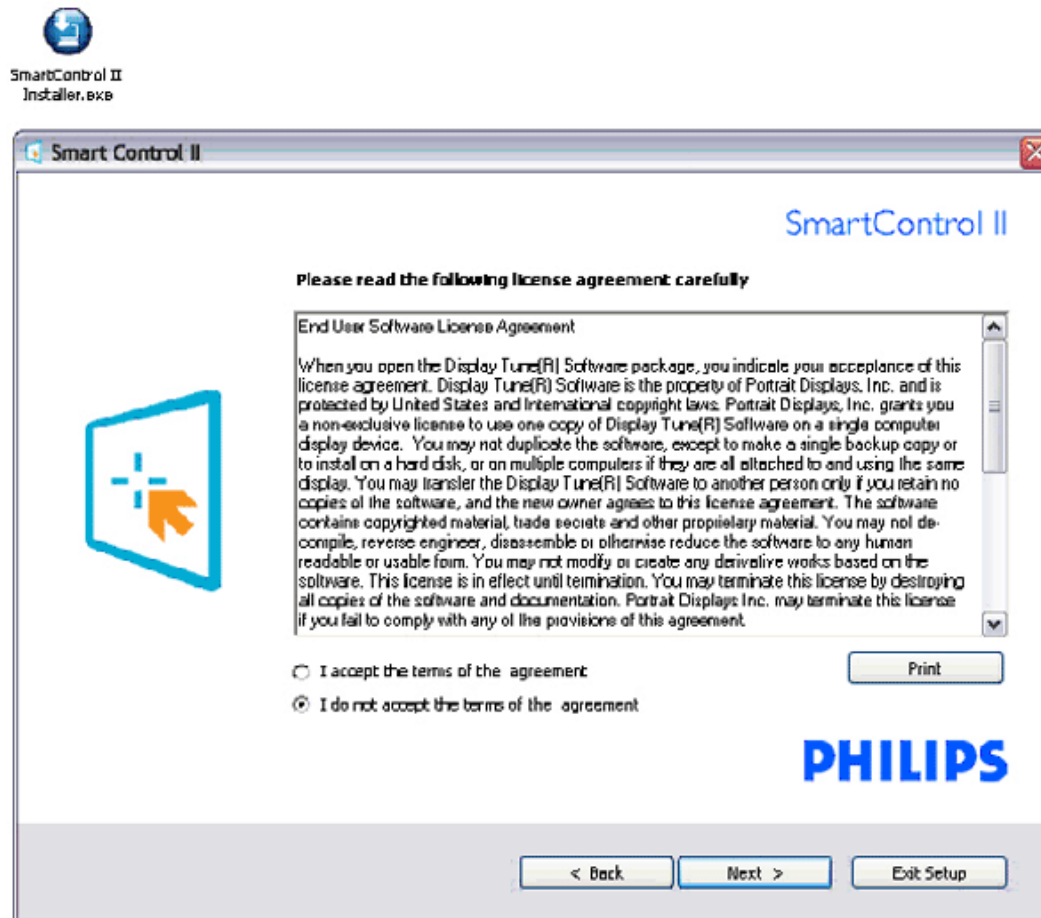 SmartControl II
Installer.exe
Smart Control II
SmartControl II
Please read the following license agreement carefully
End User Software License Agreement
When you open the Display Tune(R) Software package, you indicate your acceptance of this
license agreement. Display Tune(R) Software is the property of Portrait Displays, Inc. and is
protected by United States and International copyright laws. Portrait Displays, Inc. grants you
a non-exclusive license to use one copy of Display Tune(R) Software on a single computer
display device. You may not duplicate the software, except to make a single backup copy or
to install on a hard disk, or on multiple computers if they are all attached to and using the same
display. You may transfer the Display Tune(R) Software to another person only if you retain no
copies of the software, and the new owner agrees to this license agreement. The software
contains copyrighted material, trade secrets and other proprietary material. You may not de-
compile, reverse engineer, disassemble or otherwise reduce the software to any human
readable or usable form. You may not modify or create any derivative works based on the
software. This license is in effect until termination. You may terminate this license by destroying
all copies of the software and documentation. Portrait Displays Inc. may terminate this license
if you fail to comply with any of the provisions of this agreement.
I accept the terms of the agreement
Print
I do not accept the terms of the agreement
PHILIPS
< Back
Next >
Exit Setup